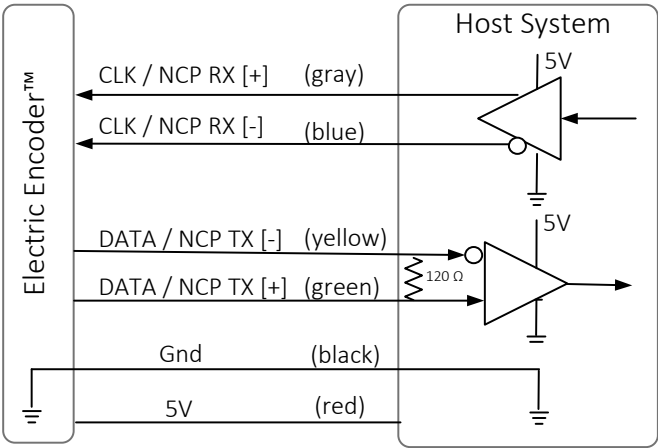 Host System
5V
CLK / NCP RX [+] (gray)
CLK / NCP RX [-] (blue)
Electric Encoder™
5V
DATA / NCP TX [-] (yellow)
120 Ω
DATA / NCP TX [+] (green)
Gnd (black)
5V (red)